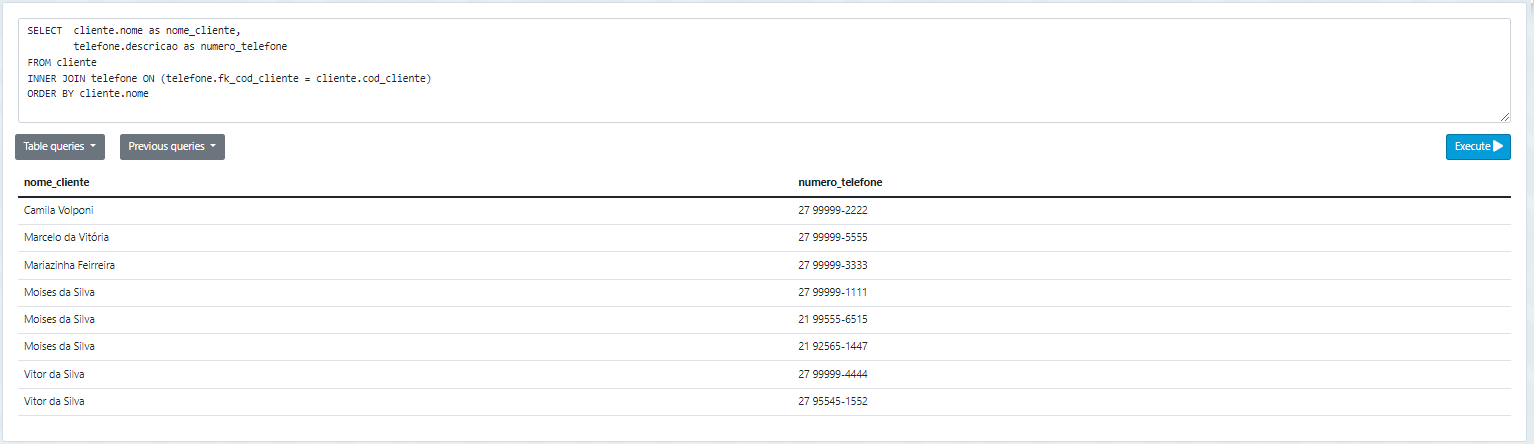 SELECT  cliente.nome as nome_cliente,
        telefone.descricao as numero_telefone
FROM cliente
INNER JOIN telefone ON (telefone.fk_cod_cliente = cliente.cod_cliente)
ORDER BY cliente.nome
Table queries Previous queries Execute
nome_cliente numero_telefone
Camila Volponi 27 99999-2222
Marcelo da Vitória 27 99999-5555
Mariazinha Feirreira 27 99999-3333
Moises da Silva 27 99999-1111
Moises da Silva 21 99555-6515
Moises da Silva 21 92565-1447
Vitor da Silva 27 99999-4444
Vitor da Silva 27 95545-1552